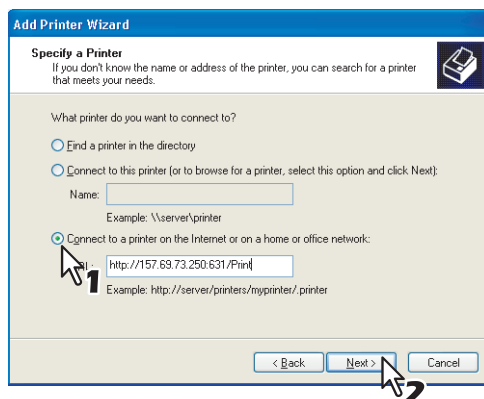 Add Printer Wizard
Specify a Printer
If you don't know the name or address of the printer, you can search for a printer
that meets your needs.
What printer do you want to connect to?
Find a printer in the directory
Connect to this printer (or to browse for a printer, select this option and click Next):
Name:
Example: \\server\printer
Connect to a printer on the Internet or on a home or office network:
http://157.69.73.250:631/Print
1
Example: http://server/printers/myprinter/.printer
< Back Next > Cancel
2